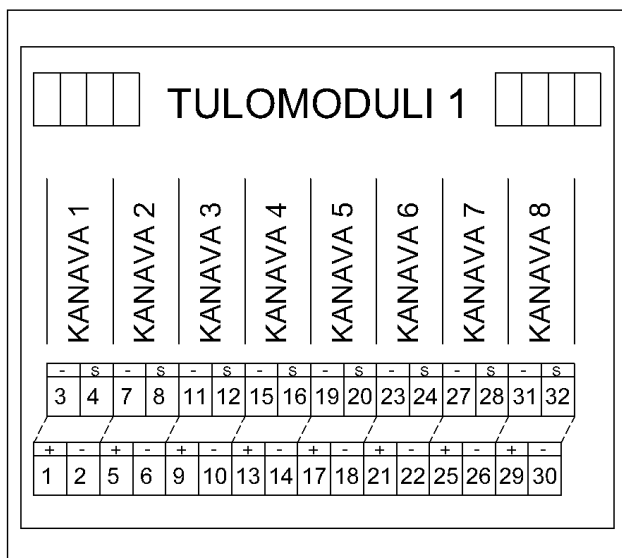 TULOMODULI 1
KANAVA 1
KANAVA 2
KANAVA 3
KANAVA 4
KANAVA 5
KANAVA 6
KANAVA 7
KANAVA 8
- S - S - S - S - S - S - S - S
3 4 7 8 11 12 15 16 19 20 23 24 27 28 31 32
+ - + - + - + - + - + - + - + -
1 2 5 6 9 10 13 14 17 18 21 22 25 26 29 30